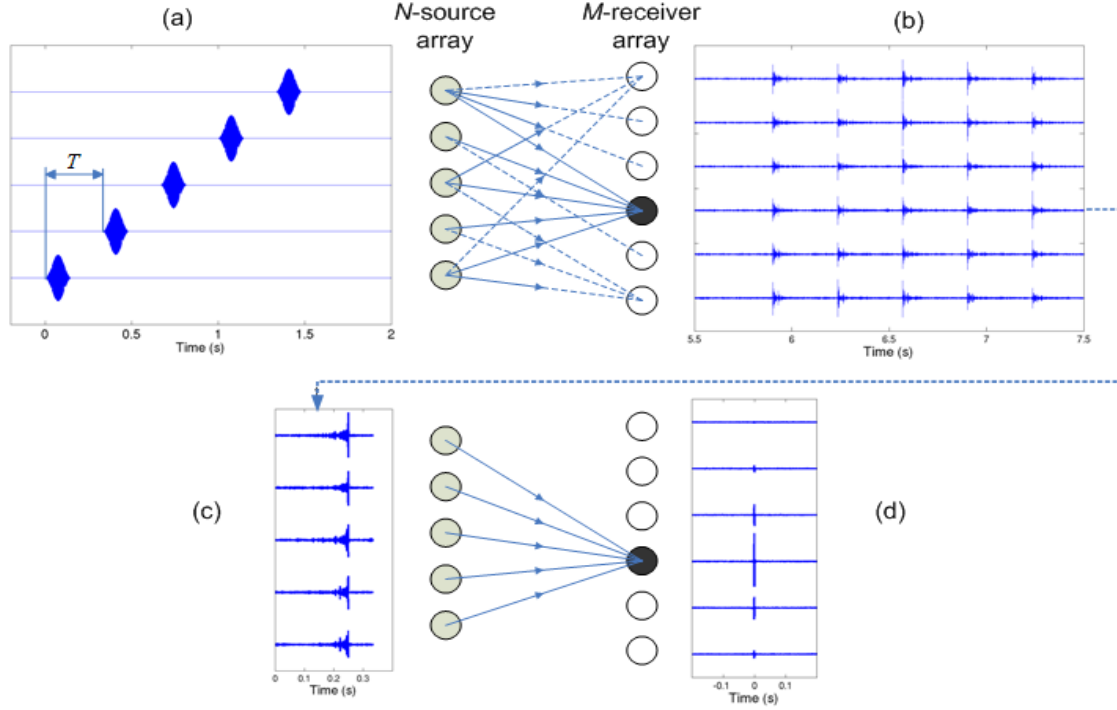 (a)
N-source
array
M-receiver
array
(b)
T
0 0.5 1 1.5 2
Time (s)
5.5 6 6.5 7 7.5
Time (s)
(c)
(d)
0 0.1 0.2 0.3
Time (s)
-0.1 0 0.1
Time (s)